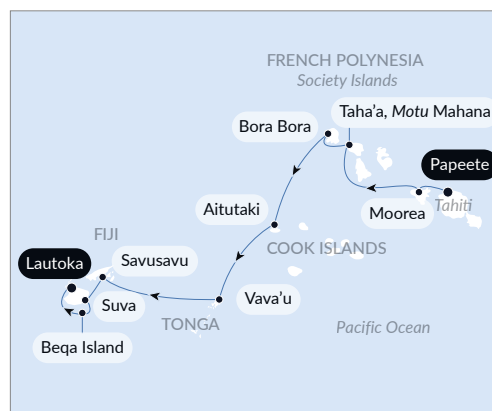 FRENCH POLYNESIA
Society Islands
Taha’a, Motu Mahana
Bora Bora
Papeete
Tahiti
Moorea
Aitutaki
COOK ISLANDS
FIJI
Savusavu
Lautoka
Vava’u
Suva
TONGA
Pacific Ocean
Beqa Island